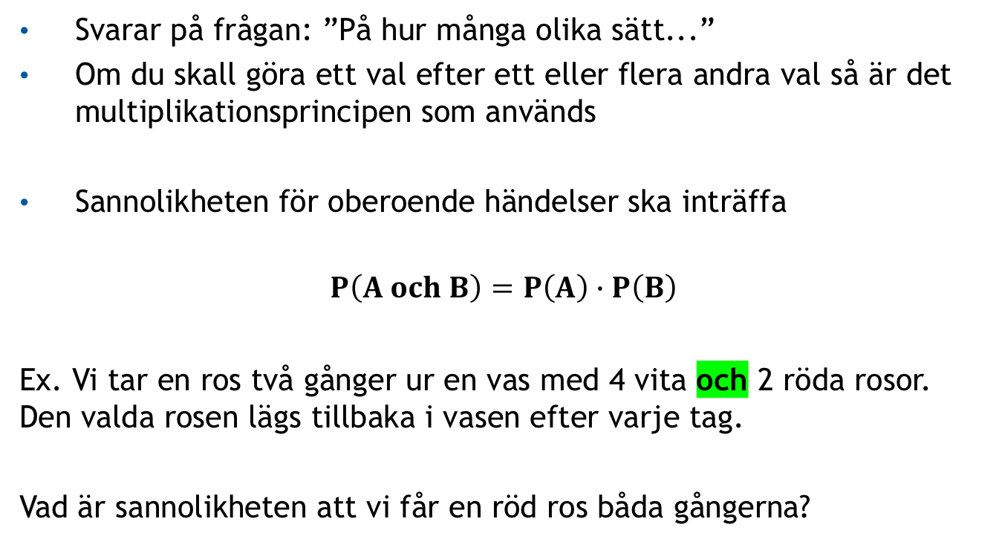 • Svarar på frågan: ”På hur många olika sätt...”
• Om du skall göra ett val efter ett eller flera andra val så är det
multiplikationsprincipen som används
• Sannolikheten för oberoende händelser ska inträffa
P(A och B) = P(A) · P(B)
Ex. Vi tar en ros två gånger ur en vas med 4 vita och 2 röda rosor.
Den valda rosen lägs tillbaka i vasen efter varje tag.
Vad är sannolikheten att vi får en röd ros båda gångerna?